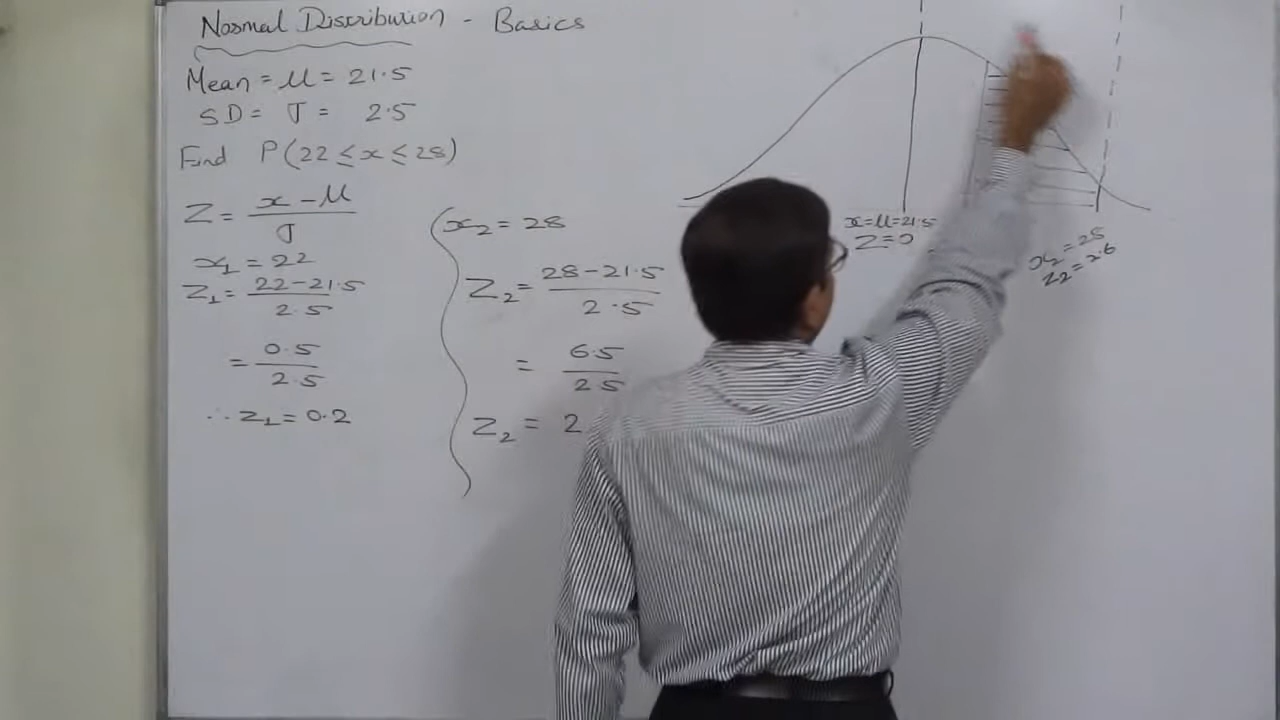 Normal Distribution - Basics
Mean = μ = 21.5
SD = σ = 2.5
Find P(22 ≤ x ≤ 28)
Z = x - μ / σ
x₁ = 22
Z₁ = 22 - 21.5 / 2.5
= 0.5 / 2.5
∴ Z₁ = 0.2
x₂ = 28
Z₂ = 28 - 21.5 / 2.5
= 6.5 / 2.5
Z₂ = 2.
x = μ = 21.5
Z = 0
x₂ = 28
Z₂ = 2.6